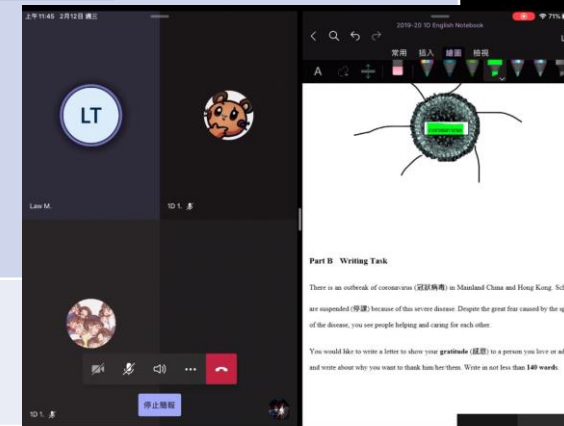 上午11:45 2月12日 週三
LT
Law M.
1D 1.
1D 1.
停止簡報
71%
2019-20 1D English Notebook
常用 插入 繪圖 檢視
A
coronavirus
Part B Writing Task
There is an outbreak of coronavirus (冠狀病毒) in Mainland China and Hong Kong.
are suspended (停課) because of this severe disease. Despite the great fear caused by the
of the disease, you see people helping and caring for each other.
You would like to write a letter to show your gratitude (感恩) to a person you love or
and write about why you want to thank him/her/them. Write in not less than 140 words.